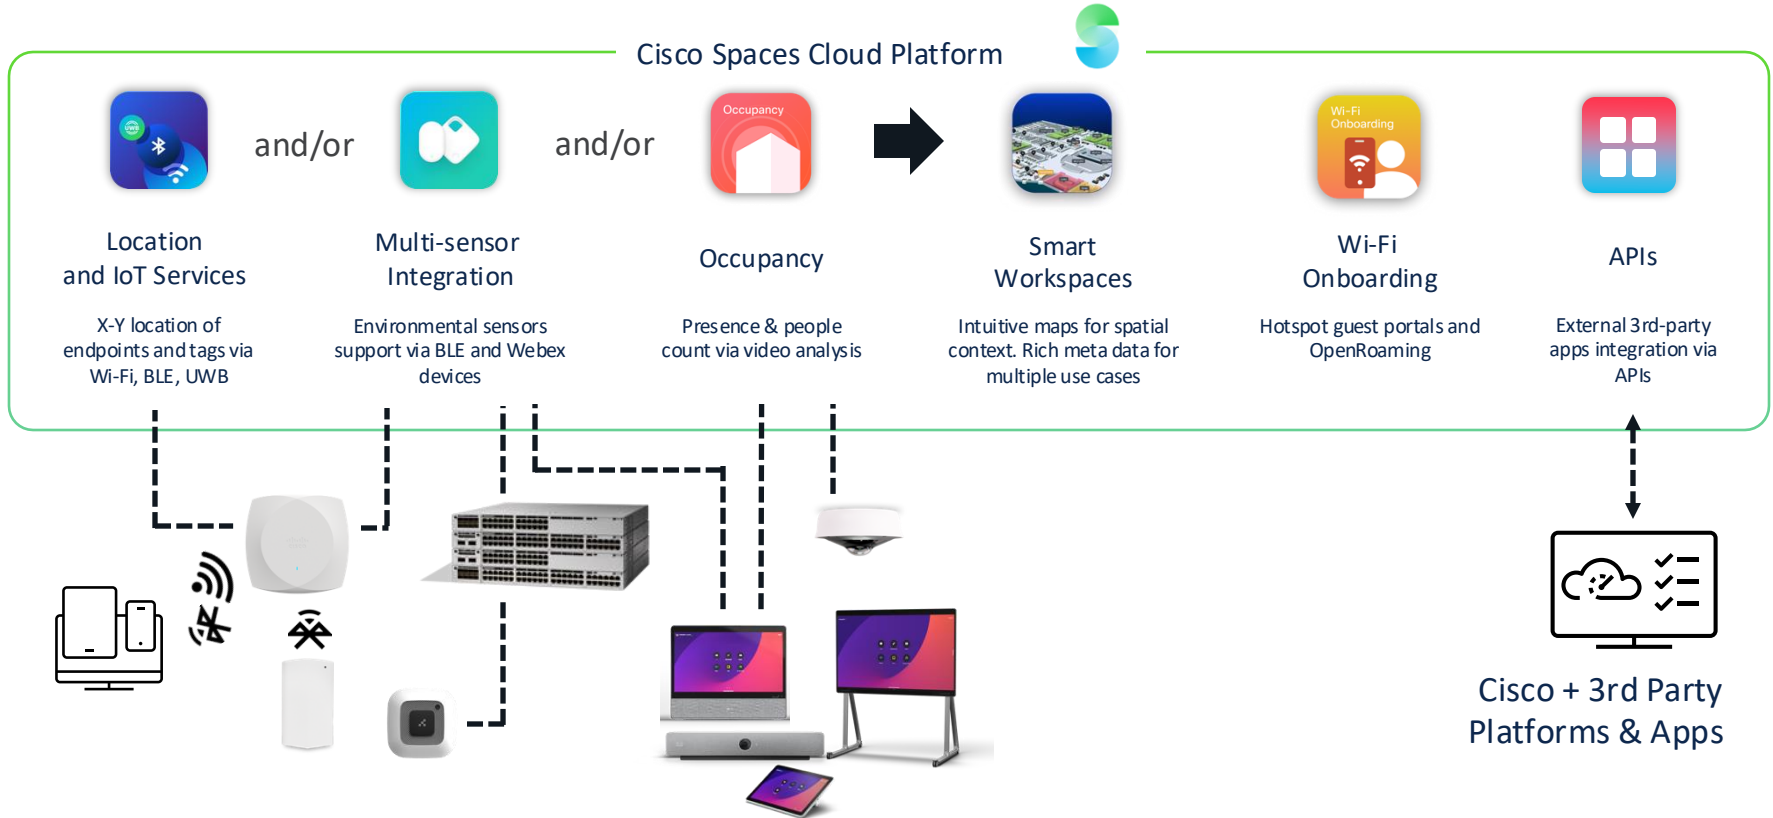 Cisco Spaces Cloud Platform
UWB
and/or
and/or
Occupancy
Wi-Fi
Onboarding
Location
and IoT Services
X-Y location of
endpoints and tags via
Wi-Fi, BLE, UWB
Multi-sensor
Integration
Environmental sensors
support via BLE and Webex
devices
Occupancy
Presence & people
count via video analysis
Smart
Workspaces
Intuitive maps for spatial
context. Rich meta data for
multiple use cases
Wi-Fi
Onboarding
Hotspot guest portals and
OpenRoaming
APIs
External 3rd-party
apps integration via
APIs
Cisco + 3rd Party
Platforms & Apps